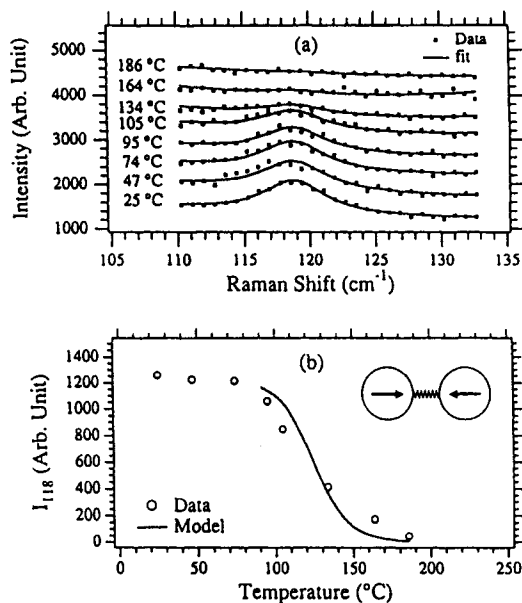 (a)
Data
fit
5000
4000
3000
2000
1000
Intensity (Arb. Unit)
186 °C
164 °C
134 °C
105 °C
95 °C
74 °C
47 °C
25 °C
105 110 115 120 125 130 135
Raman Shift (cm⁻¹)
(b)
1400
1200
1000
800
600
400
200
0
I₁₁₈ (Arb. Unit)
Data
Model
0 50 100 150 200 250
Temperature (°C)